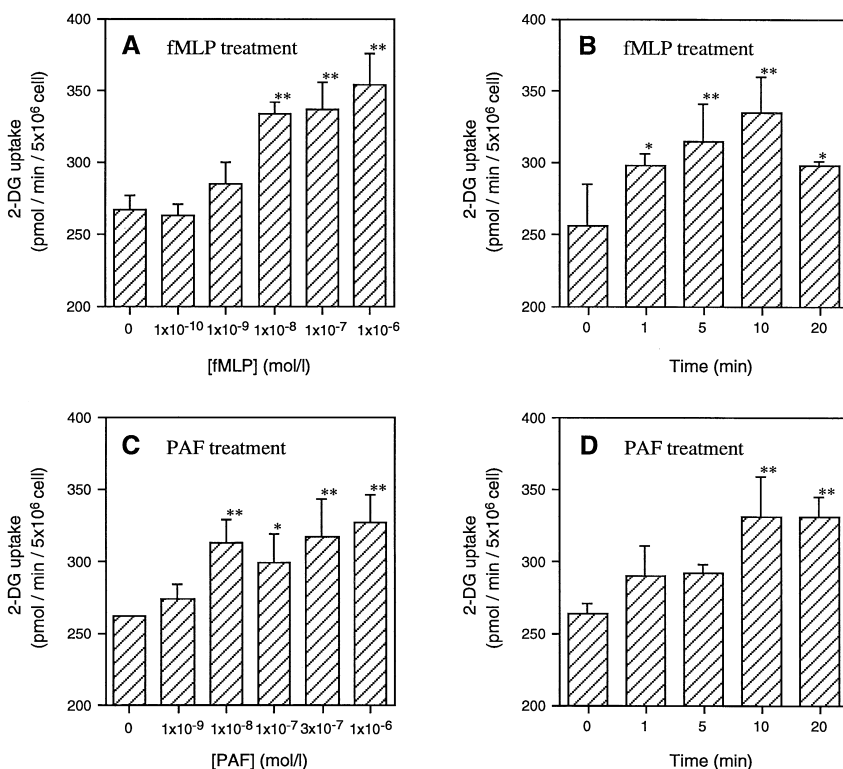 A fMLP treatment
2-DG uptake
(pmol / min / 5x10⁶ cell)
400
350
300
250
200
** ** **
0 1x10⁻¹⁰ 1x10⁻⁹ 1x10⁻⁸ 1x10⁻⁷ 1x10⁻⁶
[fMLP] (mol/l)
B fMLP treatment
2-DG uptake
(pmol / min / 5x10⁶ cell)
400
350
300
250
200
* ** ** *
0 1 5 10 20
Time (min)
C PAF treatment
2-DG uptake
(pmol / min / 5x10⁶ cell)
400
350
300
250
200
** * ** **
0 1x10⁻⁹ 1x10⁻⁸ 1x10⁻⁷ 3x10⁻⁷ 1x10⁻⁶
[PAF] (mol/l)
D PAF treatment
2-DG uptake
(pmol / min / 5x10⁶ cell)
400
350
300
250
200
** **
0 1 5 10 20
Time (min)